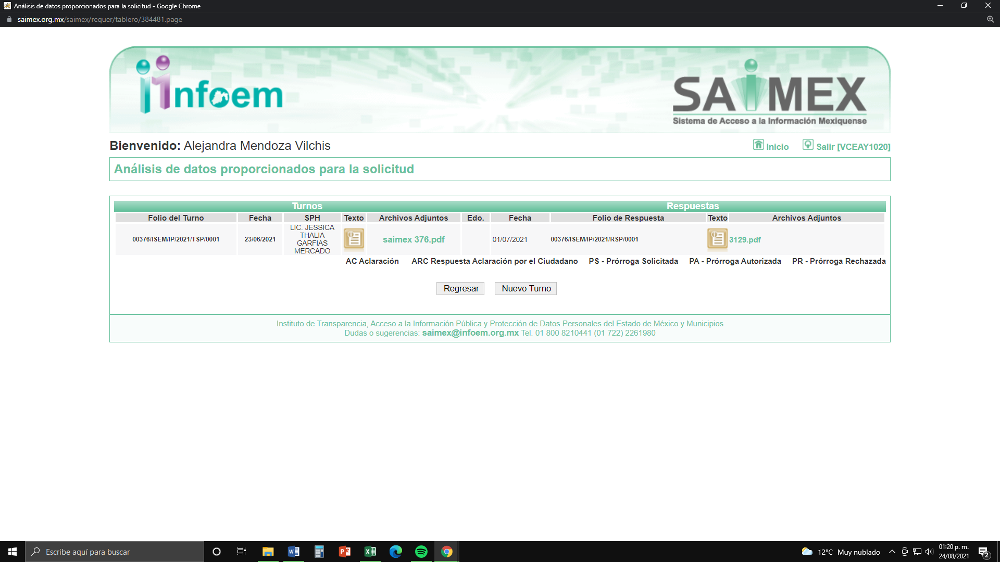 Análisis de datos proporcionados para la solicitud - Google Chrome
saimex.org.mx/saimex/requer/tablero/384481.page
infoem
SAIMEX
Sistema de Acceso a la Información Mexiquense
Bienvenido: Alejandra Mendoza Vilchis
Inicio Salir [VCEAY1020]
Análisis de datos proporcionados para la solicitud
Turnos Respuestas
Folio del Turno Fecha SPH Texto Archivos Adjuntos Edo. Fecha Folio de Respuesta Texto Archivos Adjuntos
00376/ISEM/IP/2021/TSP/0001 23/06/2021 LIC. JESSICA THALIA GARFIAS MERCADO saimex 376.pdf 01/07/2021 00376/ISEM/IP/2021/RSP/0001 3129.pdf
AC Aclaración ARC Respuesta Aclaración por el Ciudadano PS - Prórroga Solicitada PA - Prórroga Autorizada PR - Prórroga Rechazada
Regresar Nuevo Turno
Instituto de Transparencia, Acceso a la Información Pública y Protección de Datos Personales del Estado de México y Municipios
Dudas o sugerencias: saimex@infoem.org.mx Tel. 01 800 8210441 (01 722) 2261980
Escribe aquí para buscar
12°C Muy nublado
01:20 p. m.
24/08/2021
2